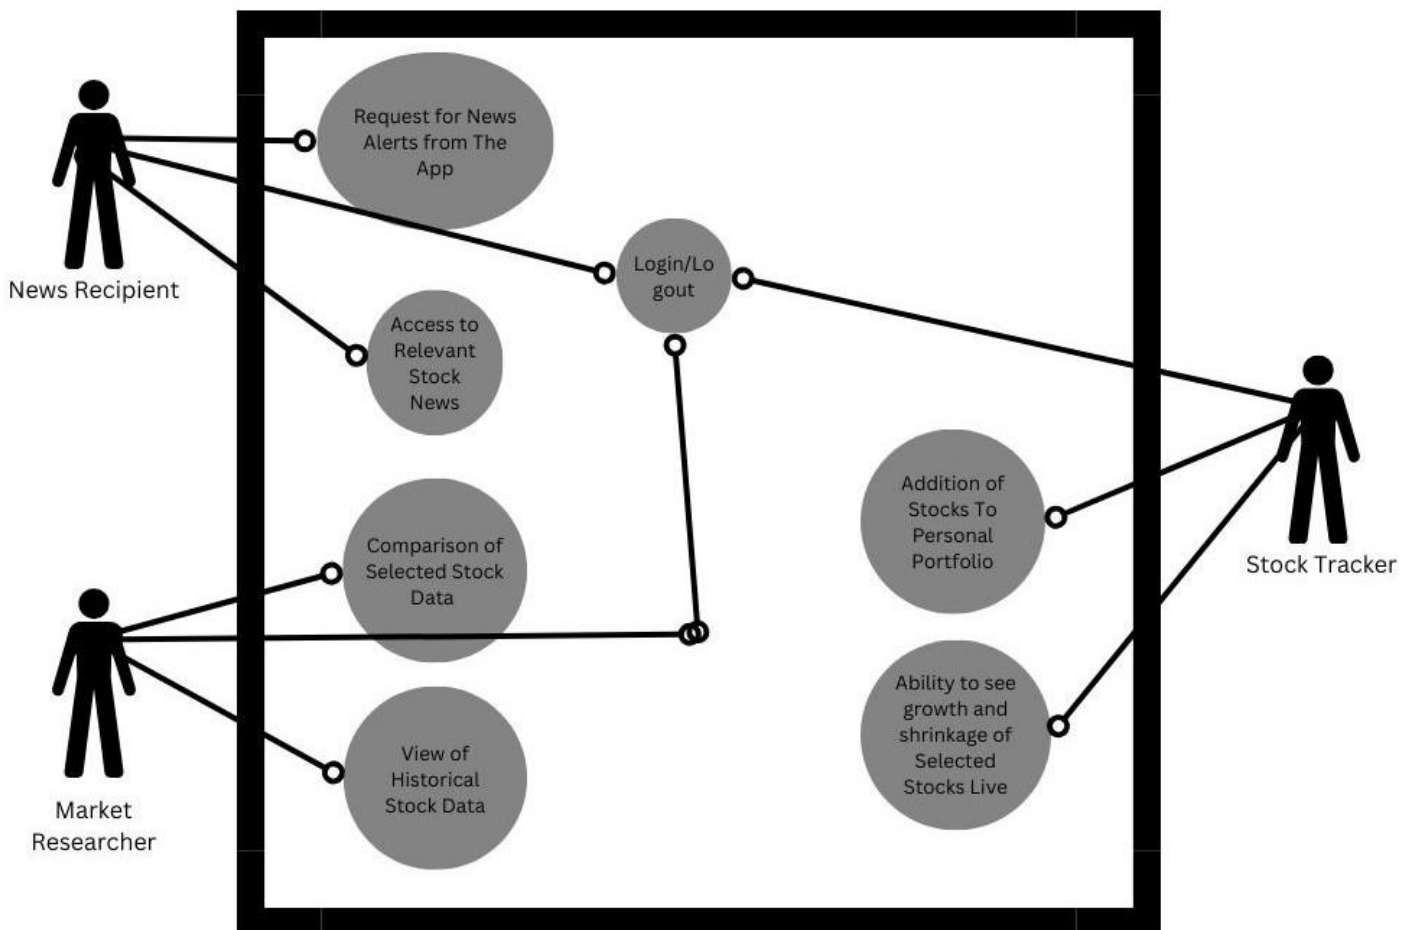 Request for News
Alerts from The
App
News Recipient
Login/Lo
gout
Access to
Relevant
Stock
News
Addition of
Stocks To
Personal
Portfolio
Stock Tracker
Comparison of
Selected Stock
Data
Ability to see
growth and
shrinkage of
Selected
Stocks Live
View of
Historical
Stock Data
Market
Researcher